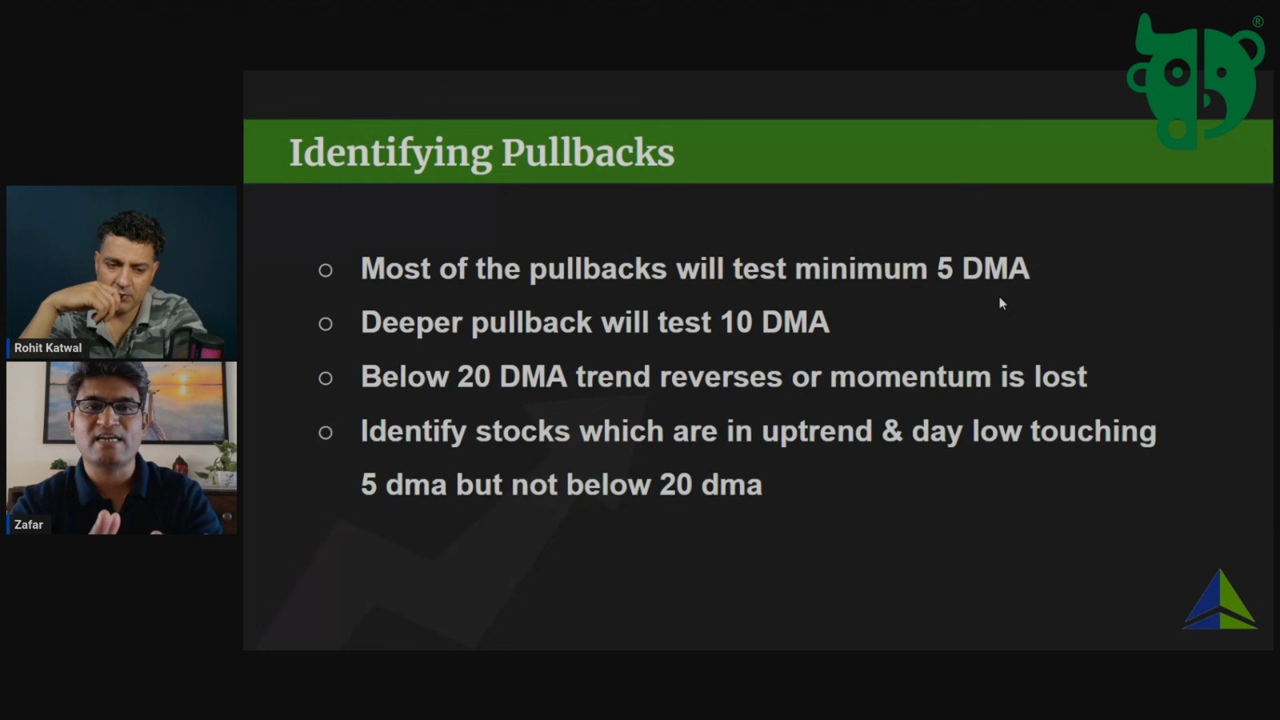 ®
Identifying Pullbacks
Most of the pullbacks will test minimum 5 DMA
Deeper pullback will test 10 DMA
Below 20 DMA trend reverses or momentum is lost
Identify stocks which are in uptrend & day low touching
5 dma but not below 20 dma
Rohit Katwal
Zafar